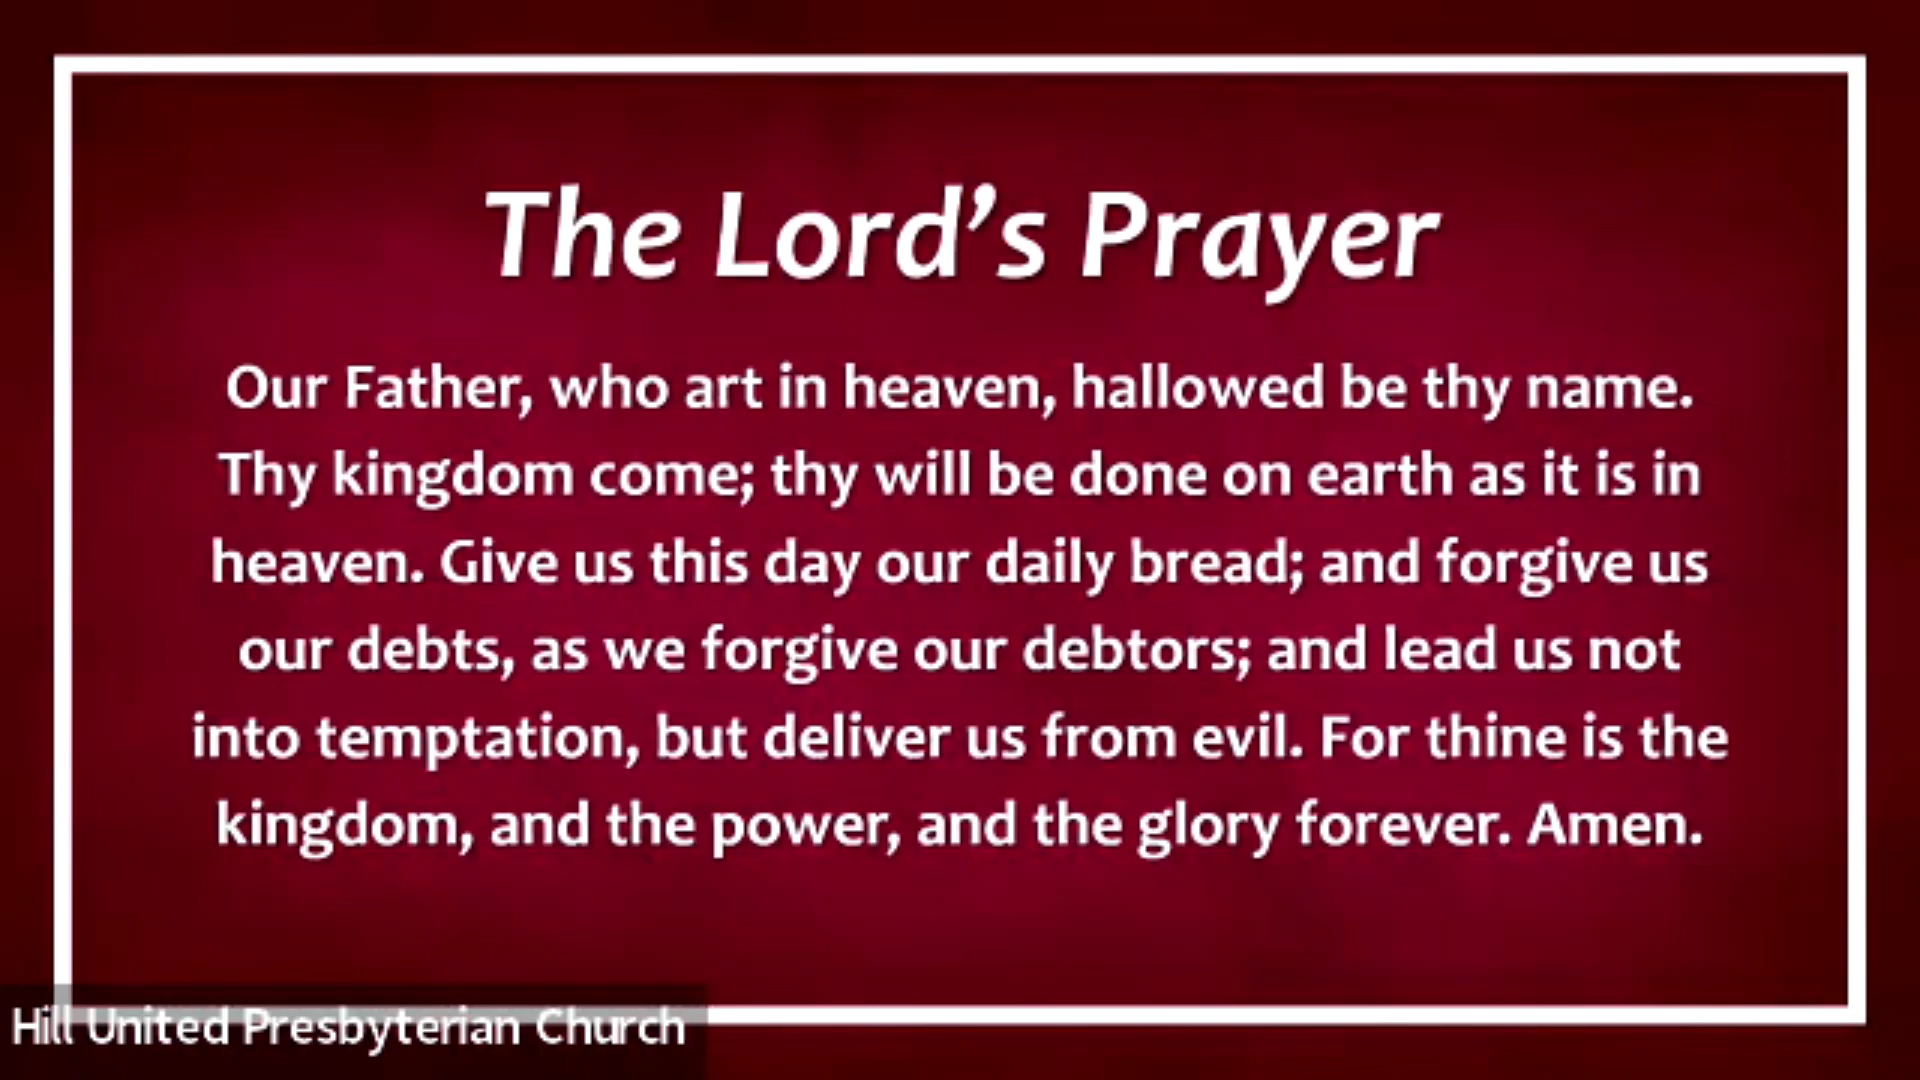 The Lord’s Prayer
Our Father, who art in heaven, hallowed be thy name.
Thy kingdom come; thy will be done on earth as it is in
heaven. Give us this day our daily bread; and forgive us
our debts, as we forgive our debtors; and lead us not
into temptation, but deliver us from evil. For thine is the
kingdom, and the power, and the glory forever. Amen.
Hill United Presbyterian Church